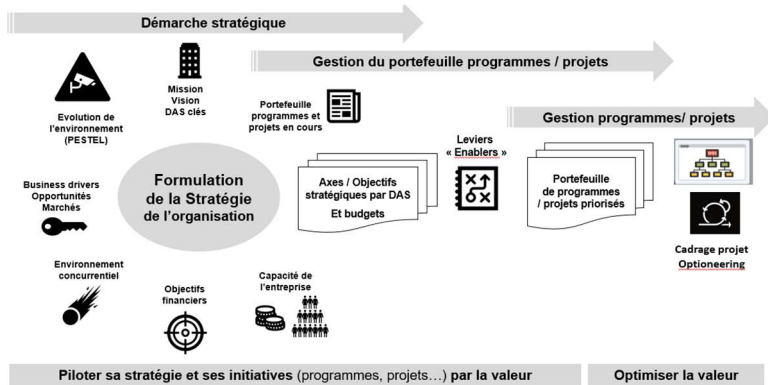 Démarche stratégique
Gestion du portefeuille programmes / projets
Gestion programmes/ projets
Evolution de
l'environnement
(PESTEL)
Mission
Vision
DAS clés
Portefeuille
programmes et
projets en cours
Leviers
« Enablers »
Business drivers
Opportunités
Marchés
Formulation
de la Stratégie
de l'organisation
Axes / Objectifs
stratégiques par DAS
Et budgets
Portefeuille
de programmes
/ projets priorisés
Cadrage projet
Optioneering
Environnement
concurrentiel
Objectifs
financiers
Capacité de
l'entreprise
Piloter sa stratégie et ses initiatives (programmes, projets…) par la valeur
Optimiser la valeur